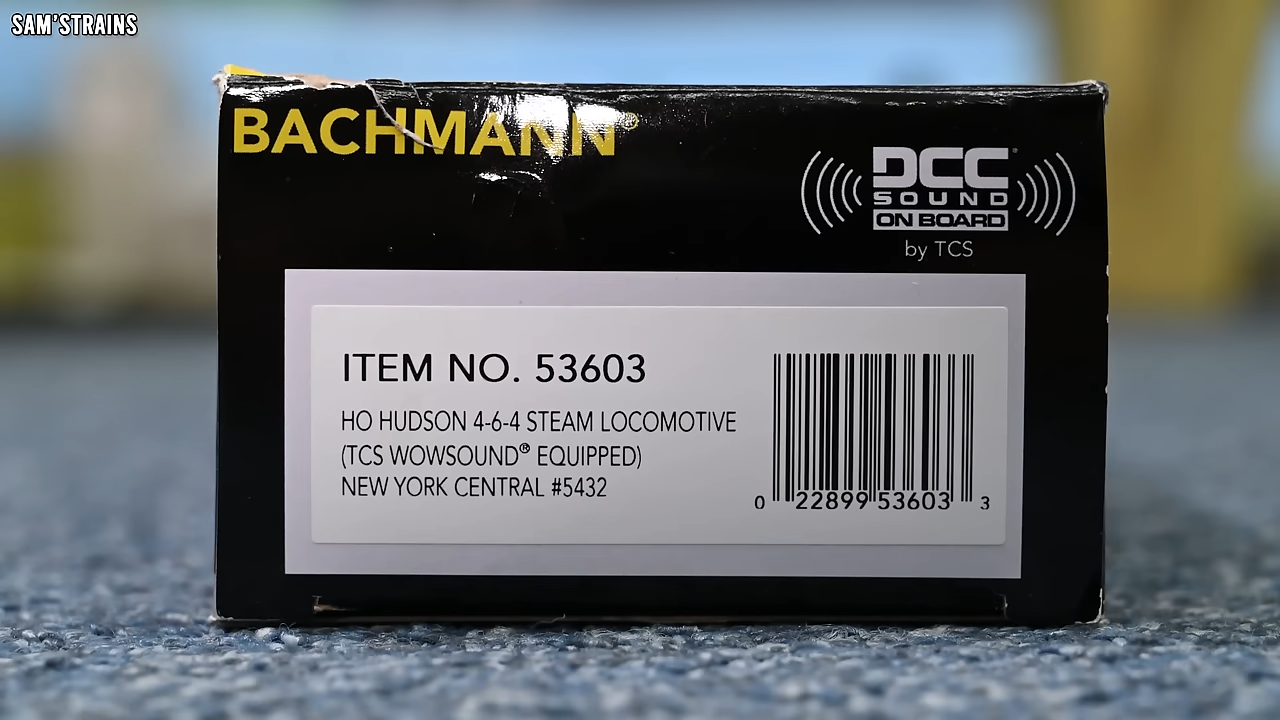 SAM'STRAINS
BACHMANN®
DCC
SOUND
ON BOARD
by TCS
ITEM NO. 53603
HO HUDSON 4-6-4 STEAM LOCOMOTIVE
(TCS WOWSOUND® EQUIPPED)
NEW YORK CENTRAL #5432
0 22899 53603 3